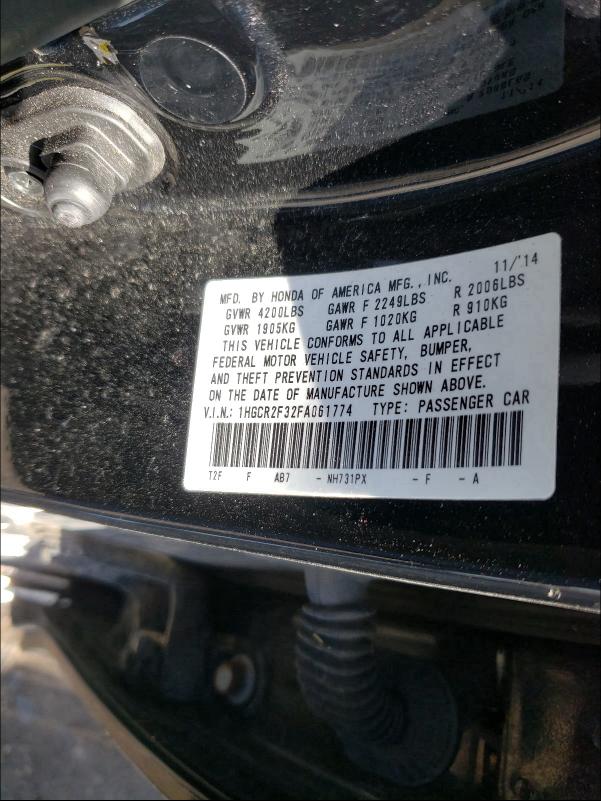 MFD. BY HONDA OF AMERICA MFG., INC. 11/'14
GVWR 4200LBS GAWR F 2249LBS R 2006LBS
GVWR 1905KG GAWR F 1020KG R 910KG
THIS VEHICLE CONFORMS TO ALL APPLICABLE
FEDERAL MOTOR VEHICLE SAFETY, BUMPER,
AND THEFT PREVENTION STANDARDS IN EFFECT
ON THE DATE OF MANUFACTURE SHOWN ABOVE.
V.I.N.: 1HGCR2F32FA061774 TYPE: PASSENGER CAR
T2F F AB7 - NH731PX - F - A